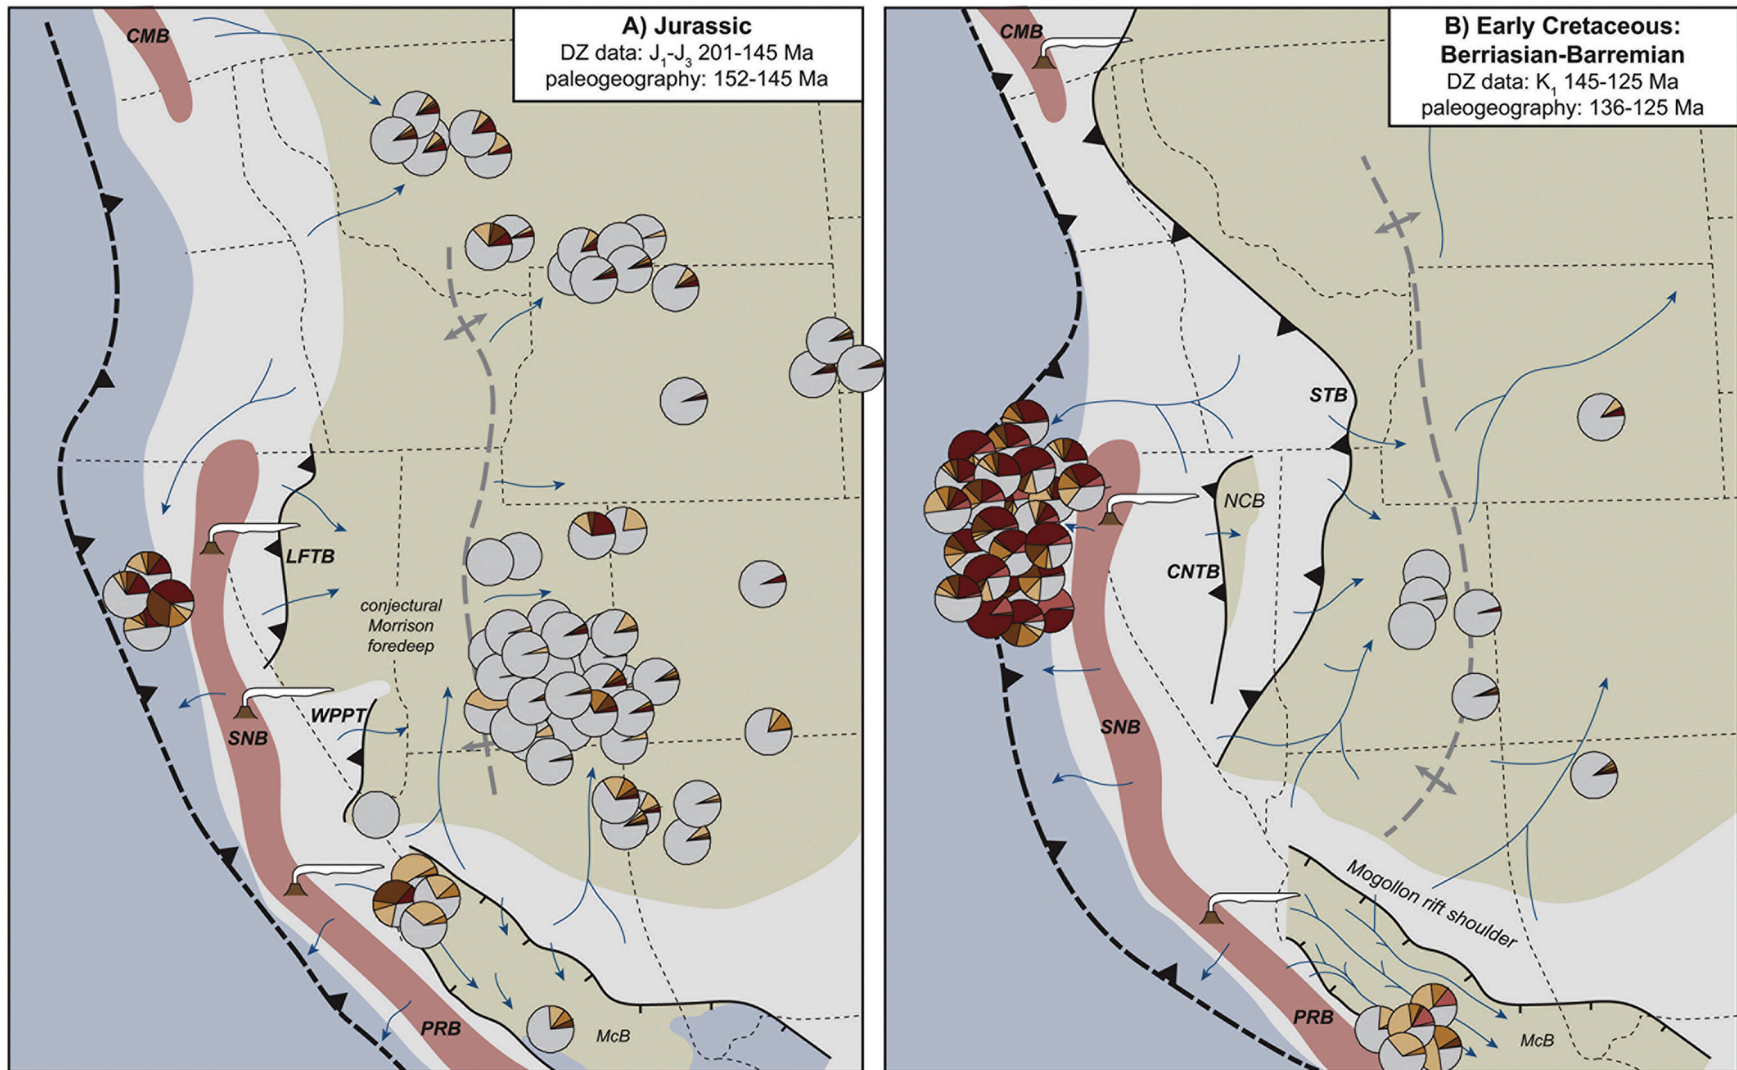 A) Jurassic
DZ data: J₁-J₃ 201-145 Ma
paleogeography: 152-145 Ma
CMB
LFTB
conjectural
Morrison
foredeep
WPPT
SNB
PRB
McB
B) Early Cretaceous:
Berriasian-Barremian
DZ data: K₁ 145-125 Ma
paleogeography: 136-125 Ma
CMB
STB
NCB
CNTB
SNB
Mogollon rift shoulder
PRB
McB